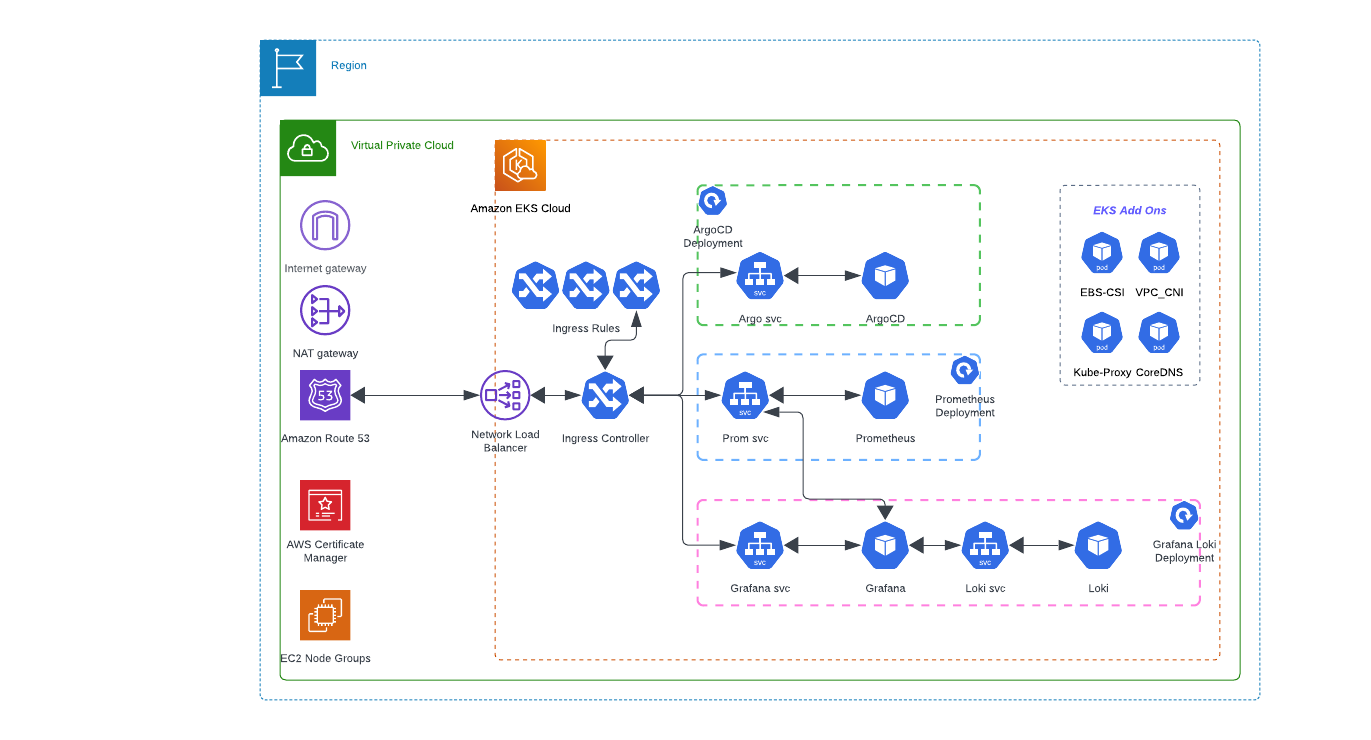 Region
Virtual Private Cloud
Amazon EKS Cloud
Internet gateway
NAT gateway
53
Amazon Route 53
AWS Certificate
Manager
EC2 Node Groups
Network Load
Balancer
Ingress Rules
Ingress Controller
ArgoCD
Deployment
svc
Argo svc
ArgoCD
svc
Prom svc
Prometheus
Prometheus
Deployment
svc
Grafana svc
Grafana
svc
Loki svc
Loki
Grafana Loki
Deployment
EKS Add Ons
pod
pod
EBS-CSI
VPC_CNI
pod
pod
Kube-Proxy
CoreDNS